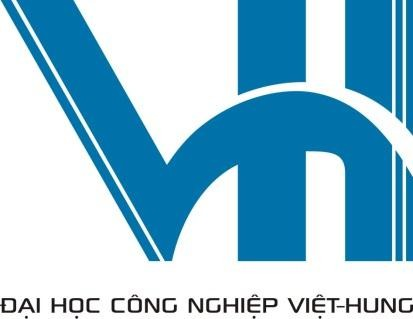 ĐẠI HỌC CÔNG NGHIỆP VIỆT-HUNG